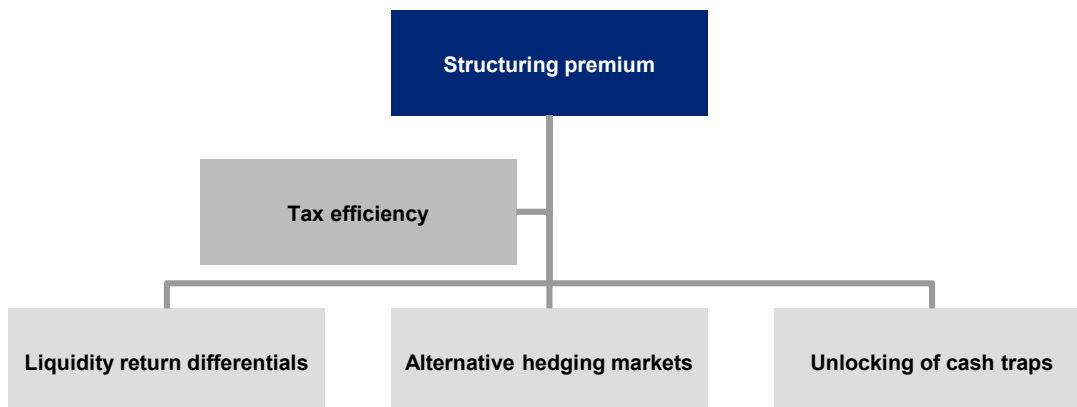 Structuring premium
Tax efficiency
Liquidity return differentials
Alternative hedging markets
Unlocking of cash traps